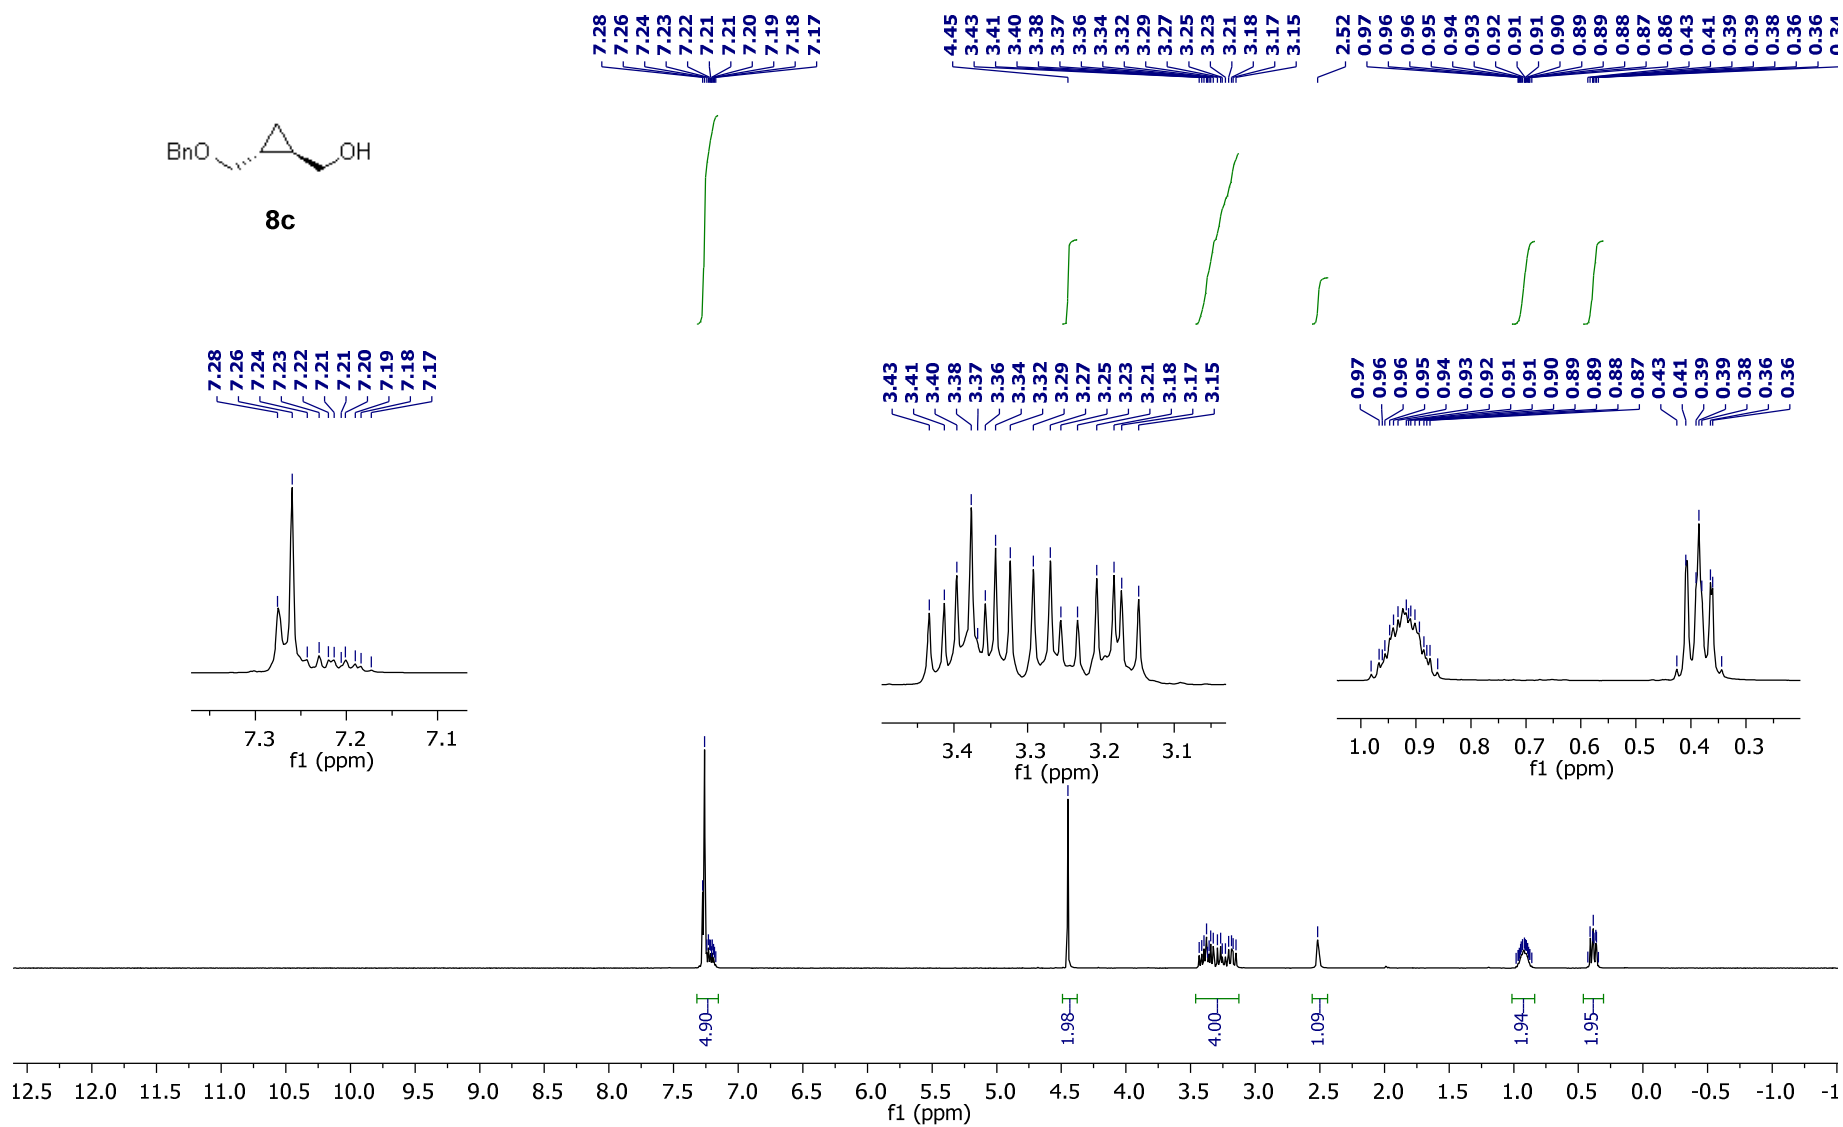 7.28 7.26 7.24 7.23 7.22 7.21 7.21 7.20 7.19 7.18 7.17
4.45 3.43 3.41 3.40 3.38 3.37 3.36 3.34 3.32 3.29 3.27 3.25 3.23 3.21 3.18 3.17 3.15
2.52 0.97 0.96 0.96 0.95 0.94 0.93 0.92 0.91 0.91 0.90 0.89 0.89 0.88 0.87 0.86 0.43 0.41 0.39 0.39 0.38 0.36 0.36 0.34
BnO OH
8c
7.28 7.26 7.24 7.23 7.22 7.21 7.21 7.20 7.19 7.18 7.17
3.43 3.41 3.40 3.38 3.37 3.36 3.34 3.32 3.29 3.27 3.25 3.23 3.21 3.18 3.17 3.15
0.97 0.96 0.96 0.95 0.94 0.93 0.92 0.91 0.91 0.90 0.89 0.89 0.88 0.87 0.43 0.41 0.39 0.39 0.38 0.36 0.36
7.3 7.2 7.1
f1 (ppm)
3.4 3.3 3.2 3.1
f1 (ppm)
1.0 0.9 0.8 0.7 0.6 0.5 0.4 0.3
f1 (ppm)
4.90 1.98 4.00 1.09 1.94 1.95
12.5 12.0 11.5 11.0 10.5 10.0 9.5 9.0 8.5 8.0 7.5 7.0 6.5 6.0 5.5 5.0 4.5 4.0 3.5 3.0 2.5 2.0 1.5 1.0 0.5 0.0 -0.5 -1.0 -1
f1 (ppm)